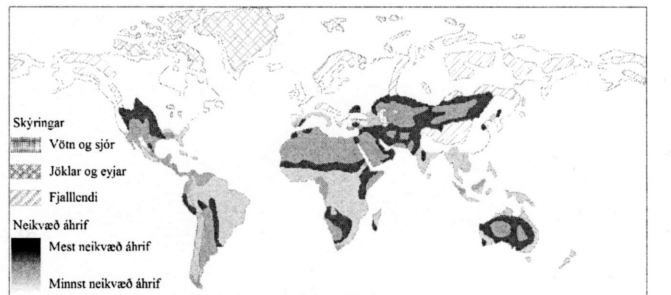 Skýringar
Vötn og sjór
Jöklar og eyjar
Fjalllendi
Neikvæð áhrif
Mest neikvæð áhrif
Minnst neikvæð áhrif